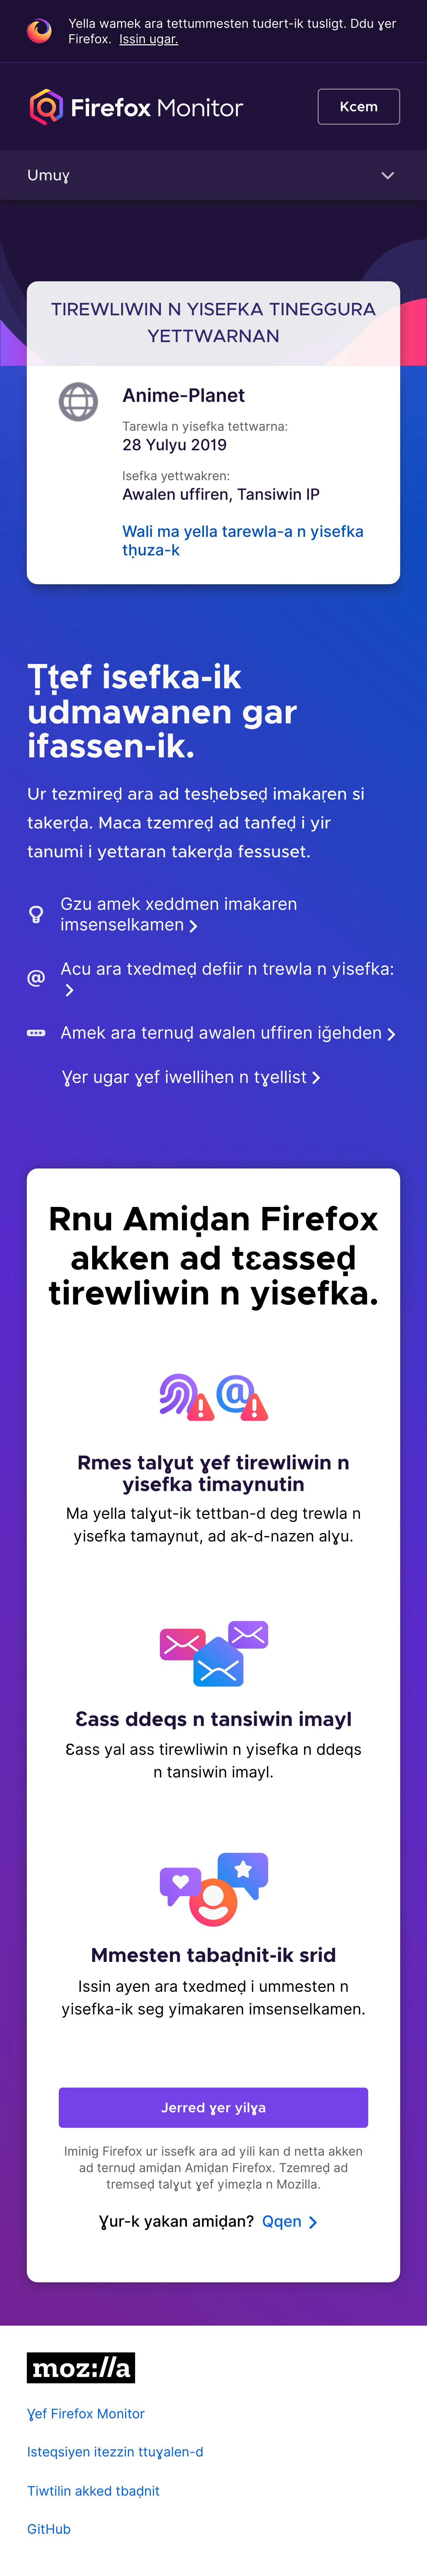 Yella wamek ara tettummesten tudert-ik tusligt. Ddu ɣer
Firefox. Issin ugar.
Firefox Monitor
Kcem
Umuɣ
TIREWLIWIN N YISEFKA TINEGGURA
YETTWARNAN
Anime-Planet
Tarewla n yisefka tettwarna:
28 Yulyu 2019
Isefka yettwakren:
Awalen uffiren, Tansiwin IP
Wali ma yella tarewla-a n yisefka
tḥuza-k
Ṭṭef isefka-ik
udmawanen gar
ifassen-ik.
Ur tezmireḍ ara ad tesḥebseḍ imakaṛen si
takerḍa. Maca tzemreḍ ad tanfeḍ i yir
tanumi i yettaran takerḍa fessuset.
Gzu amek xeddmen imakaren
imsenselkamen
@ Acu ara txedmeḍ defiir n trewla n yisefka:
Amek ara ternuḍ awalen uffiren iǧehden
Ɣer ugar ɣef iwellihen n tɣellist
Rnu Amiḍan Firefox
akken ad tɛasseḍ
tirewliwin n yisefka.
Rmes talɣut ɣef tirewliwin n
yisefka timaynutin
Ma yella talɣut-ik tettban-d deg trewla n
yisefka tamaynut, ad ak-d-nazen alɣu.
Ɛass ddeqs n tansiwin imayl
Ɛass yal ass tirewliwin n yisefka n ddeqs
n tansiwin imayl.
Mmesten tabaḍnit-ik srid
Issin ayen ara txedmeḍ i ummesten n
yisefka-ik seg yimakaren imsenselkamen.
Jerred ɣer yilɣa
Iminig Firefox ur issefk ara ad yili kan d netta akken
ad ternuḍ amiḍan Amiḍan Firefox. Tzemreḍ ad
tremseḍ talɣut ɣef yimeẓla n Mozilla.
Ɣur-k yakan amiḍan? Qqen
moz://a
Ɣef Firefox Monitor
Isteqsiyen itezzin ttuɣalen-d
Tiwtilin akked tbaḍnit
GitHub